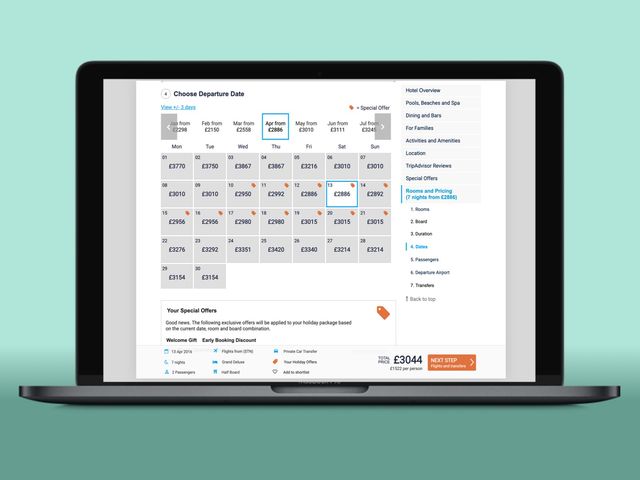 4 Choose Departure Date
View +/- 3 days
= Special Offer
from Feb from Mar from Apr from May from Jun from Jul from
£2298 £2150 £2558 £2886 £3010 £3111
Mon Tue Wed Thu Fri Sat Sun
01 02 03 04 05 06 07
£3770 £3750 £3867 £3867 £3216 £3010 £3010
08 09 10 11 12 13 14
£3010 £3010 £2950 £2992 £2886 £2886 £2892
15 16 17 18 19 20 21
£2956 £2956 £2980 £2980 £3015 £3015 £3015
22 23 24 25 26 27 28
£3276 £3292 £3351 £3420 £3340 £3214 £3214
29 30
£3154 £3154
Your Special Offers
Good news. The following exclusive offers will be applied to your holiday package based
on the current date, room and board combination.
Welcome Gift Early Booking Discount
Hotel Overview
Pools, Beaches and Spa
Dining and Bars
For Families
Activities and Amenities
Location
TripAdvisor Reviews
Special Offers
Rooms and Pricing
(7 nights from £2886)
1. Rooms
2. Board
3. Duration
4. Dates
5. Passengers
6. Departure Airport
7. Transfers
Back to top
13 Apr Flights from (STN) Private Car Transfer
7 nights Grand Deluxe Your Holiday Offers
2 Passengers Half Board Add to shortlist
TOTAL PRICE £3044
£1522 per person
NEXT STEP
Flights and transfers